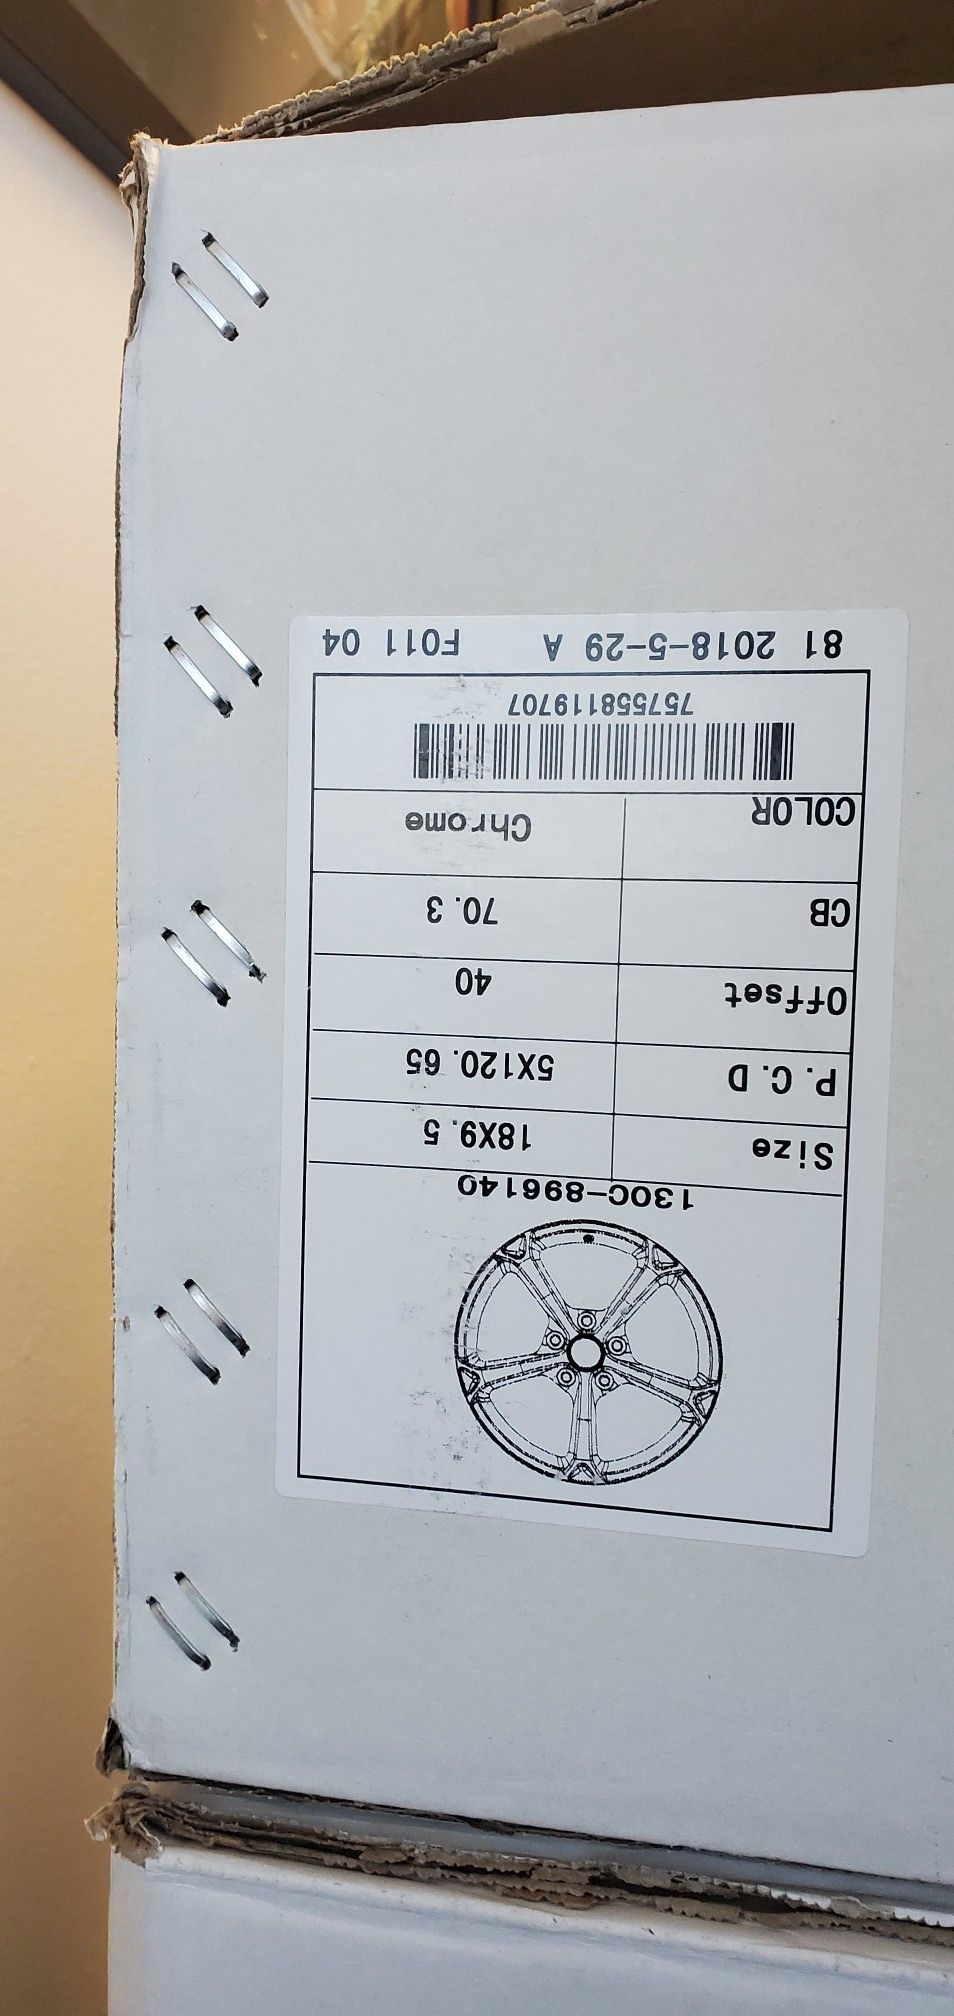 130C-896140
Size 18X9.5
P.C.D 5X120.65
Offset 40
CB 70.3
COLOR Chrome
757558119707
81 2018-5-29 A F011 04